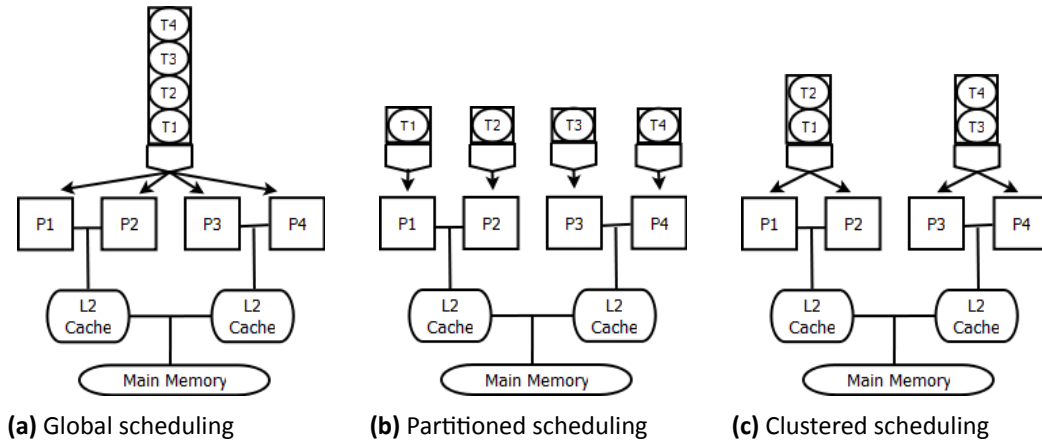 T4
T3
T2
T1
P1
P2
P3
P4
L2
Cache
L2
Cache
Main Memory
(a) Global scheduling
T1
T2
T3
T4
P1
P2
P3
P4
L2
Cache
L2
Cache
Main Memory
(b) Partitioned scheduling
T2
T1
T4
T3
P1
P2
P3
P4
L2
Cache
L2
Cache
Main Memory
(c) Clustered scheduling